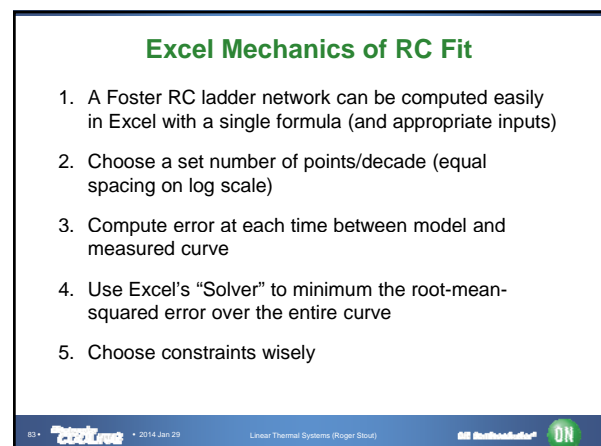 Excel Mechanics of RC Fit
1. A Foster RC ladder network can be computed easily
in Excel with a single formula (and appropriate inputs)
2. Choose a set number of points/decade (equal
spacing on log scale)
3. Compute error at each time between model and
measured curve
4. Use Excel's “Solver” to minimum the root-mean-
squared error over the entire curve
5. Choose constraints wisely
83 • COOLING • 2014 Jan 29 Linear Thermal Systems (Roger Stout) ON Semiconductor® ON